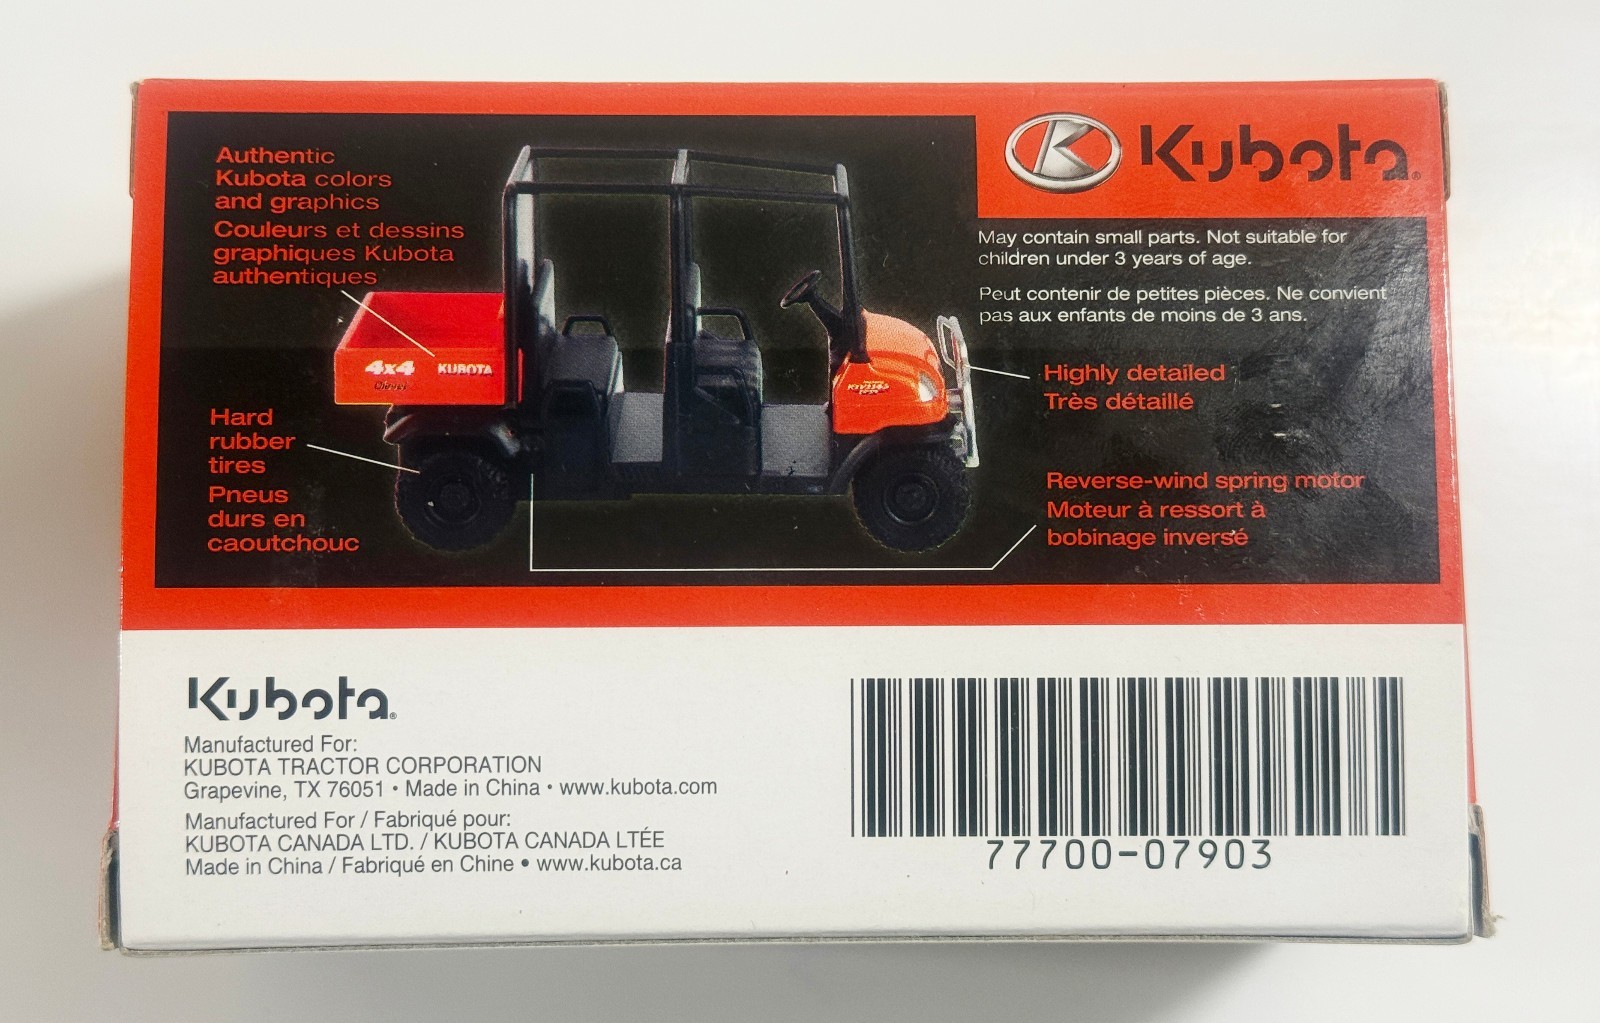 Authentic
Kubota colors
and graphics
Couleurs et dessins
graphiques Kubota
authentiques
Kubota®
May contain small parts. Not suitable for
children under 3 years of age.
Peut contenir de petites pièces. Ne convient
pas aux enfants de moins de 3 ans.
4x4
Diesel
KUBOTA
Highly detailed
Très détaillé
Hard
rubber
tires
Pneus
durs en
caoutchouc
Reverse-wind spring motor
Moteur à ressort à
bobinage inversé
Kubota®
Manufactured For:
KUBOTA TRACTOR CORPORATION
Grapevine, TX 76051 • Made in China • www.kubota.com
Manufactured For / Fabriqué pour:
KUBOTA CANADA LTD. / KUBOTA CANADA LTÉE
Made in China / Fabriqué en Chine • www.kubota.ca
77700-07903